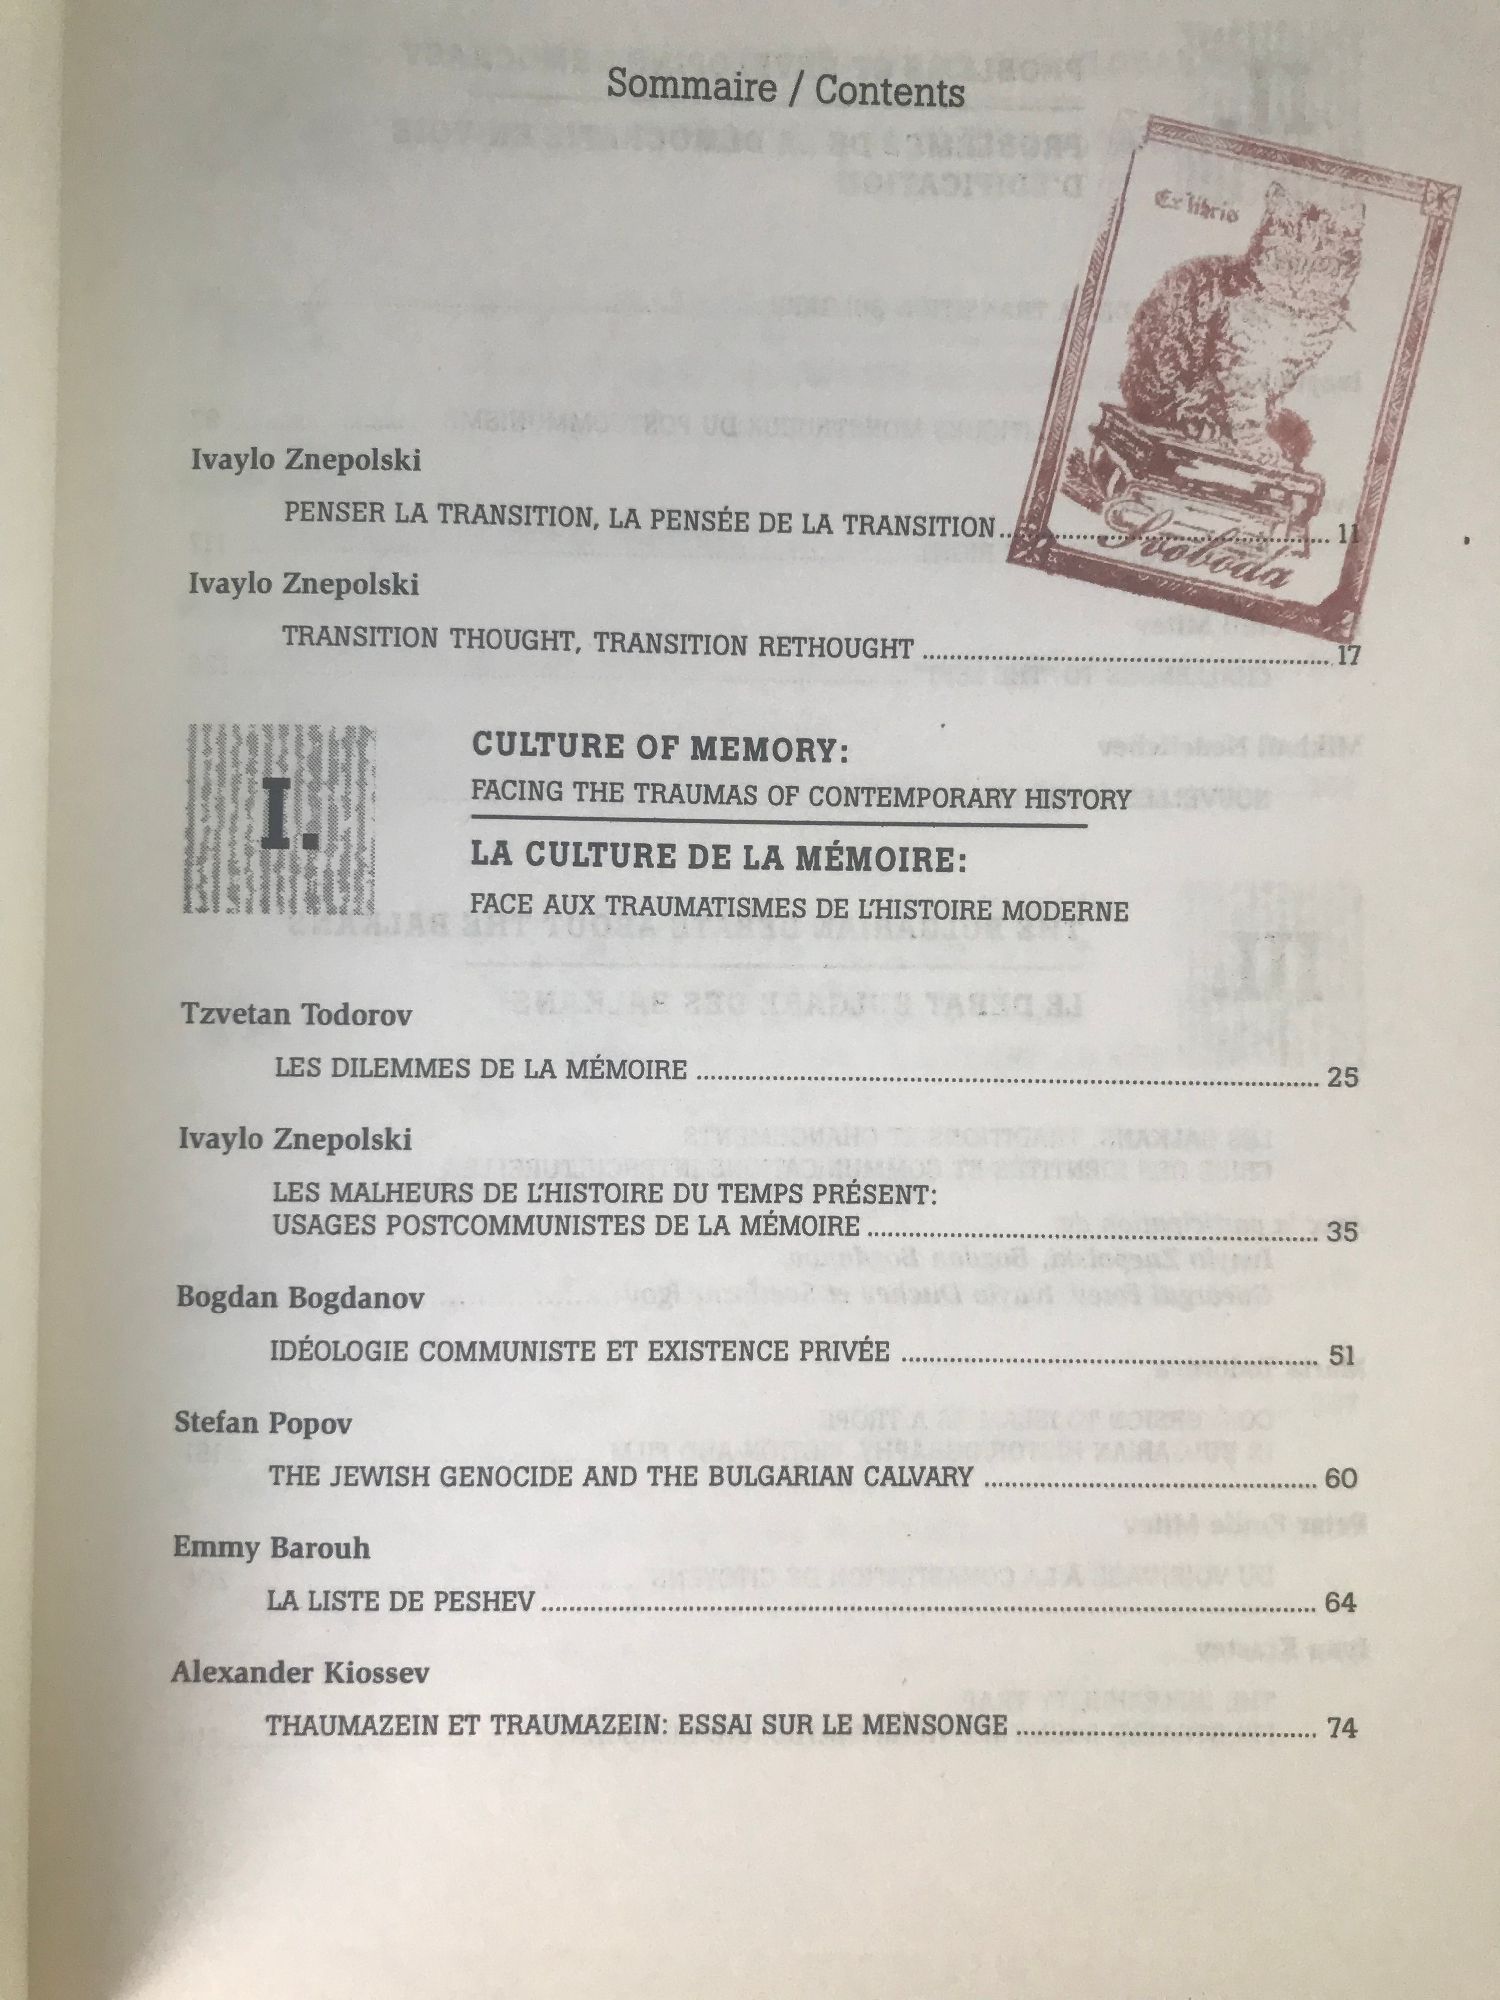 Sommaire / Contents
Ex libris
Svoboda
Ivaylo Znepolski
PENSER LA TRANSITION, LA PENSÉE DE LA TRANSITION.................................................. 11
Ivaylo Znepolski
TRANSITION THOUGHT, TRANSITION RETHOUGHT ............................................................ 17
I.
CULTURE OF MEMORY:
FACING THE TRAUMAS OF CONTEMPORARY HISTORY
LA CULTURE DE LA MÉMOIRE:
FACE AUX TRAUMATISMES DE L'HISTOIRE MODERNE
Tzvetan Todorov
LES DILEMMES DE LA MÉMOIRE ............................................................................................ 25
Ivaylo Znepolski
LES MALHEURS DE L'HISTOIRE DU TEMPS PRÉSENT:
USAGES POSTCOMMUNISTES DE LA MÉMOIRE .................................................................. 35
Bogdan Bogdanov
IDÉOLOGIE COMMUNISTE ET EXISTENCE PRIVÉE .............................................................. 51
Stefan Popov
THE JEWISH GENOCIDE AND THE BULGARIAN CALVARY ................................................. 60
Emmy Barouh
LA LISTE DE PESHEV................................................................................................................... 64
Alexander Kiossev
THAUMAZEIN ET TRAUMAZEIN: ESSAI SUR LE MENSONGE ............................................. 74